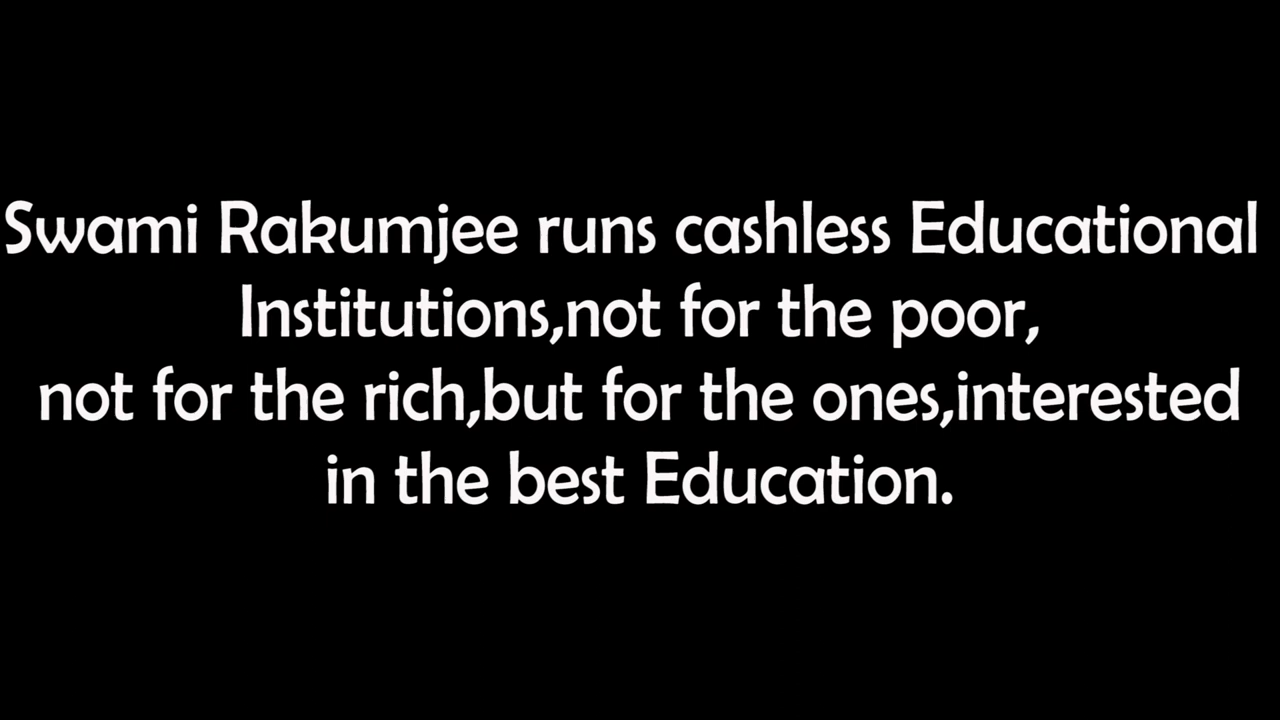 Swami Rakumjee runs cashless Educational
Institutions,not for the poor,
not for the rich,but for the ones,interested
in the best Education.